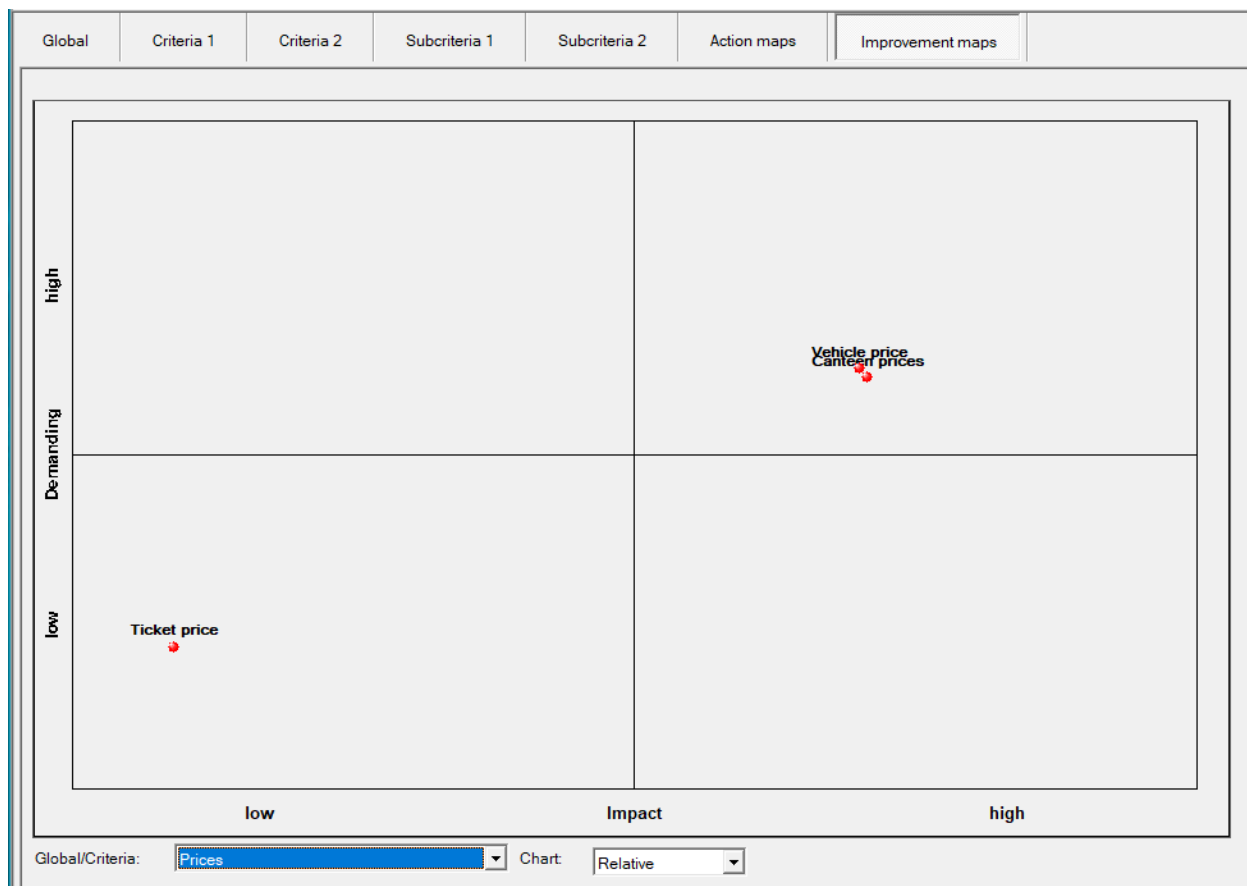 Global Criteria 1 Criteria 2 Subcriteria 1 Subcriteria 2 Action maps Improvement maps
high
Vehicle price
Canteen prices
Demanding
low
Ticket price
low Impact high
Global/Criteria: Prices Chart: Relative